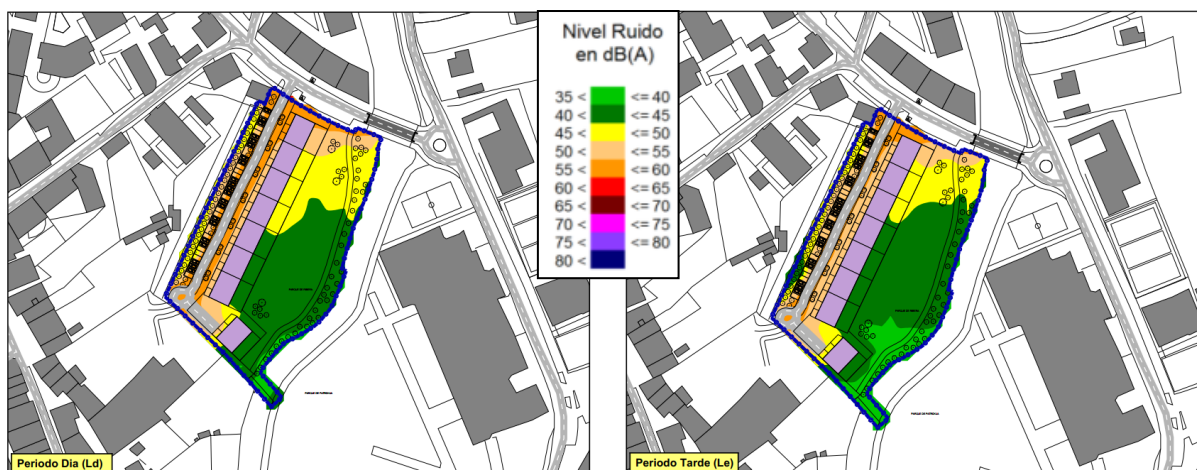 Nivel Ruido
en dB(A)
35 < <= 40
40 < <= 45
45 < <= 50
50 < <= 55
55 < <= 60
60 < <= 65
65 < <= 70
70 < <= 75
75 < <= 80
80 <
Periodo Dia (Ld)
Periodo Tarde (Le)